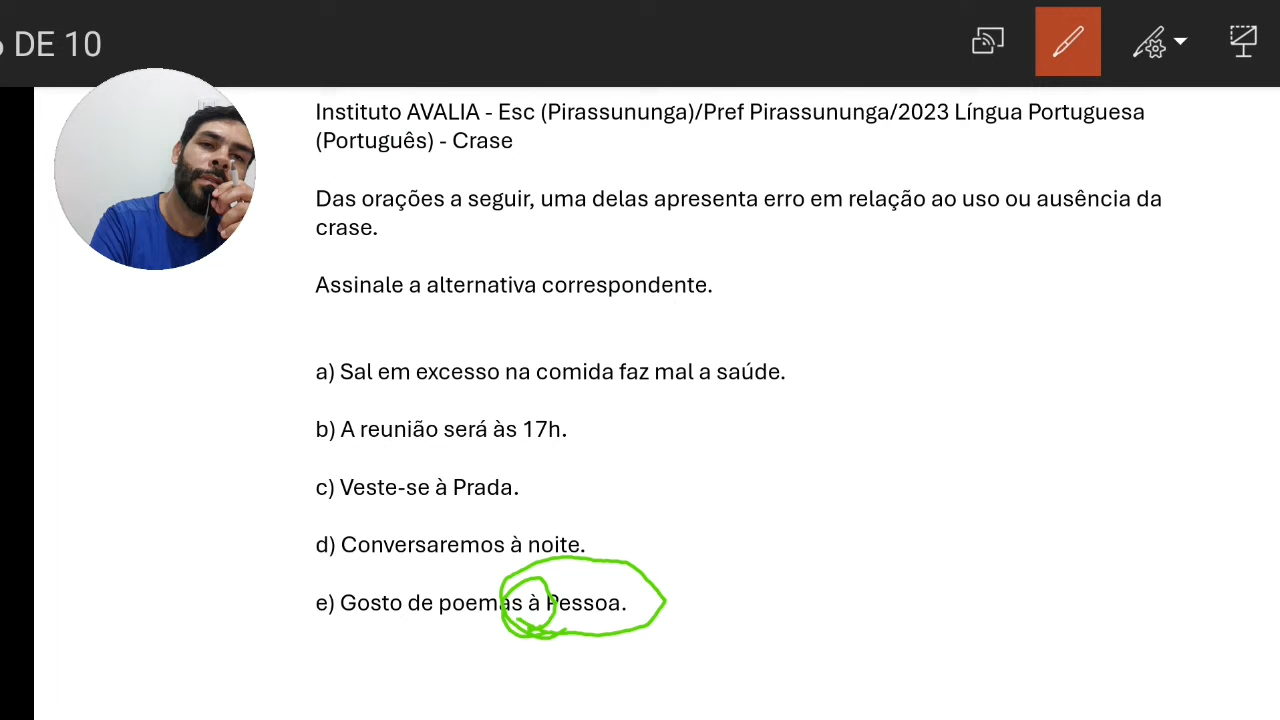 DE 10
Instituto AVALIA - Esc (Pirassununga)/Pref Pirassununga/2023 Língua Portuguesa
(Português) - Crase
Das orações a seguir, uma delas apresenta erro em relação ao uso ou ausência da
crase.
Assinale a alternativa correspondente.
a) Sal em excesso na comida faz mal a saúde.
b) A reunião será às 17h.
c) Veste-se à Prada.
d) Conversaremos à noite.
e) Gosto de poemas à Pessoa.